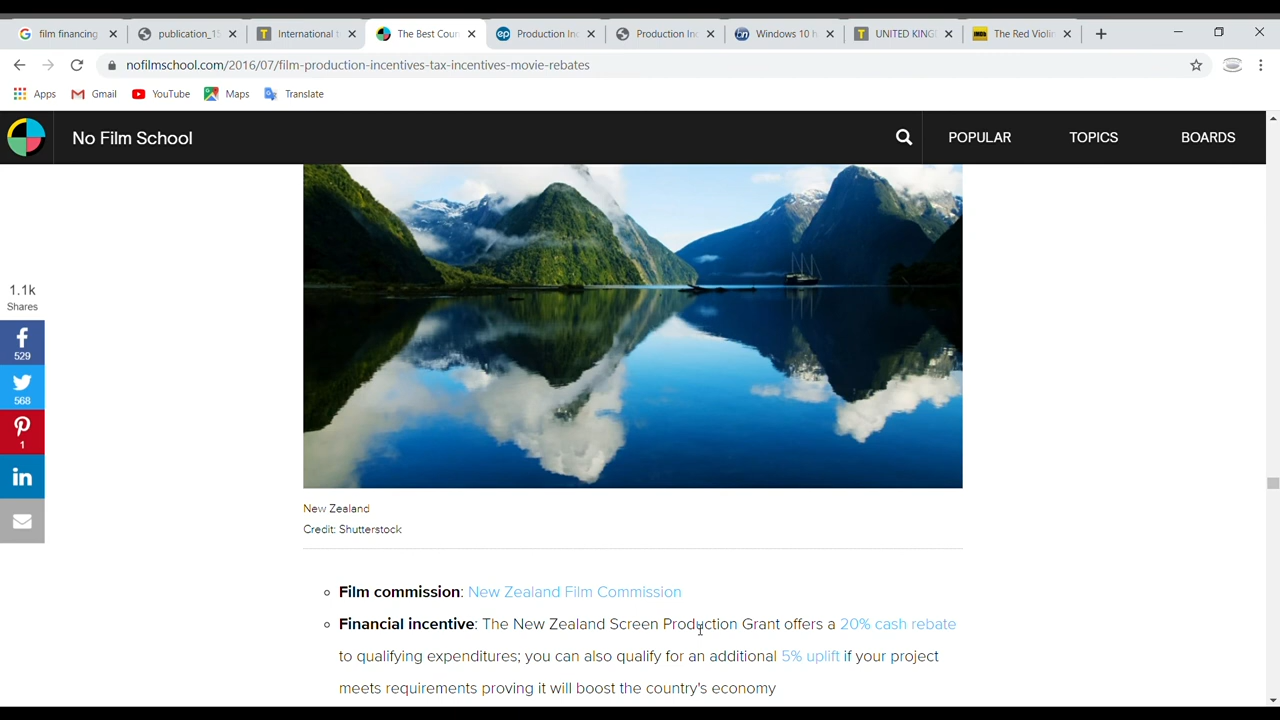 film financing
publication_15
International f
The Best Coun
Production Inc
Production Inc
Windows 10 h
UNITED KING
The Red Violin
nofilmschool.com/2016/07/film-production-incentives-tax-incentives-movie-rebates
Apps
Gmail
YouTube
Maps
Translate
No Film School
POPULAR
TOPICS
BOARDS
1.1k
Shares
529
568
1
New Zealand
Credit: Shutterstock
Film commission: New Zealand Film Commission
Financial incentive: The New Zealand Screen Production Grant offers a 20% cash rebate
to qualifying expenditures; you can also qualify for an additional 5% uplift if your project
meets requirements proving it will boost the country's economy